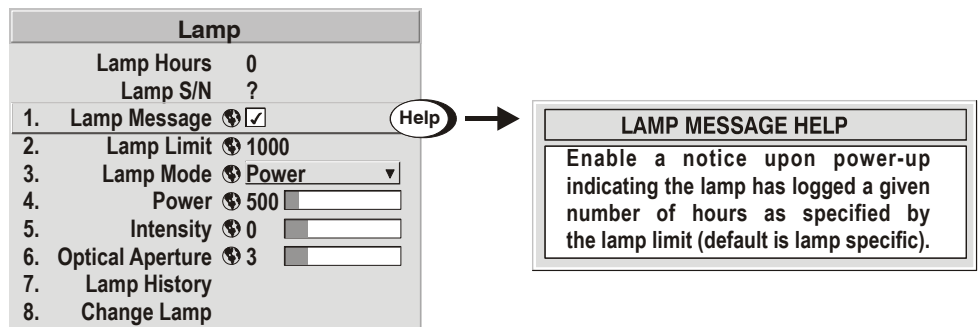 Lamp
Lamp Hours 0
Lamp S/N ?
1. Lamp Message ✓
2. Lamp Limit 1000
3. Lamp Mode Power
4. Power 500
5. Intensity 0
6. Optical Aperture 3
7. Lamp History
8. Change Lamp
Help
LAMP MESSAGE HELP
Enable a notice upon power-up
indicating the lamp has logged a given
number of hours as specified by
the lamp limit (default is lamp specific).